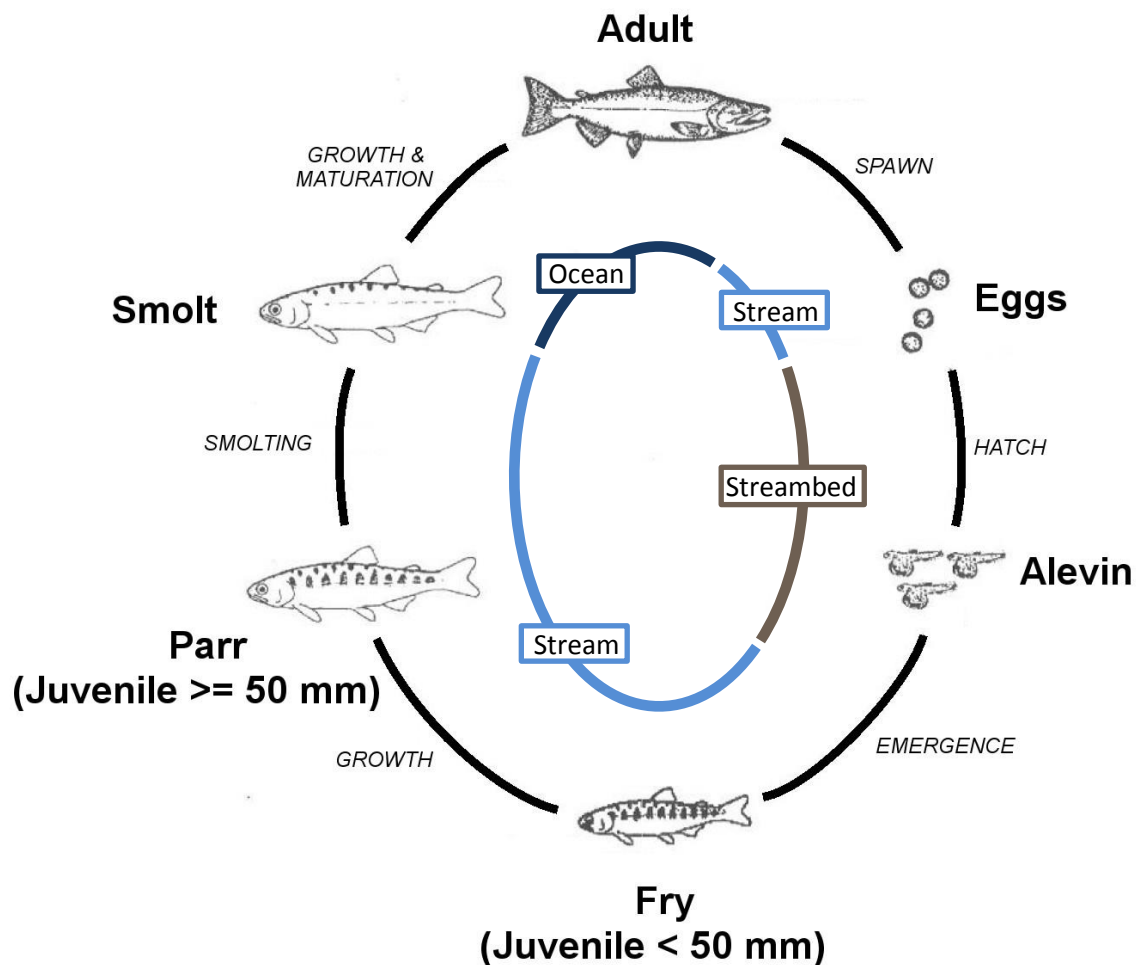 Adult
GROWTH &
MATURATION
SPAWN
Ocean
Stream
Smolt
Eggs
SMOLTING
Streambed
HATCH
Alevin
Parr
(Juvenile >= 50 mm)
Stream
GROWTH
EMERGENCE
Fry
(Juvenile < 50 mm)